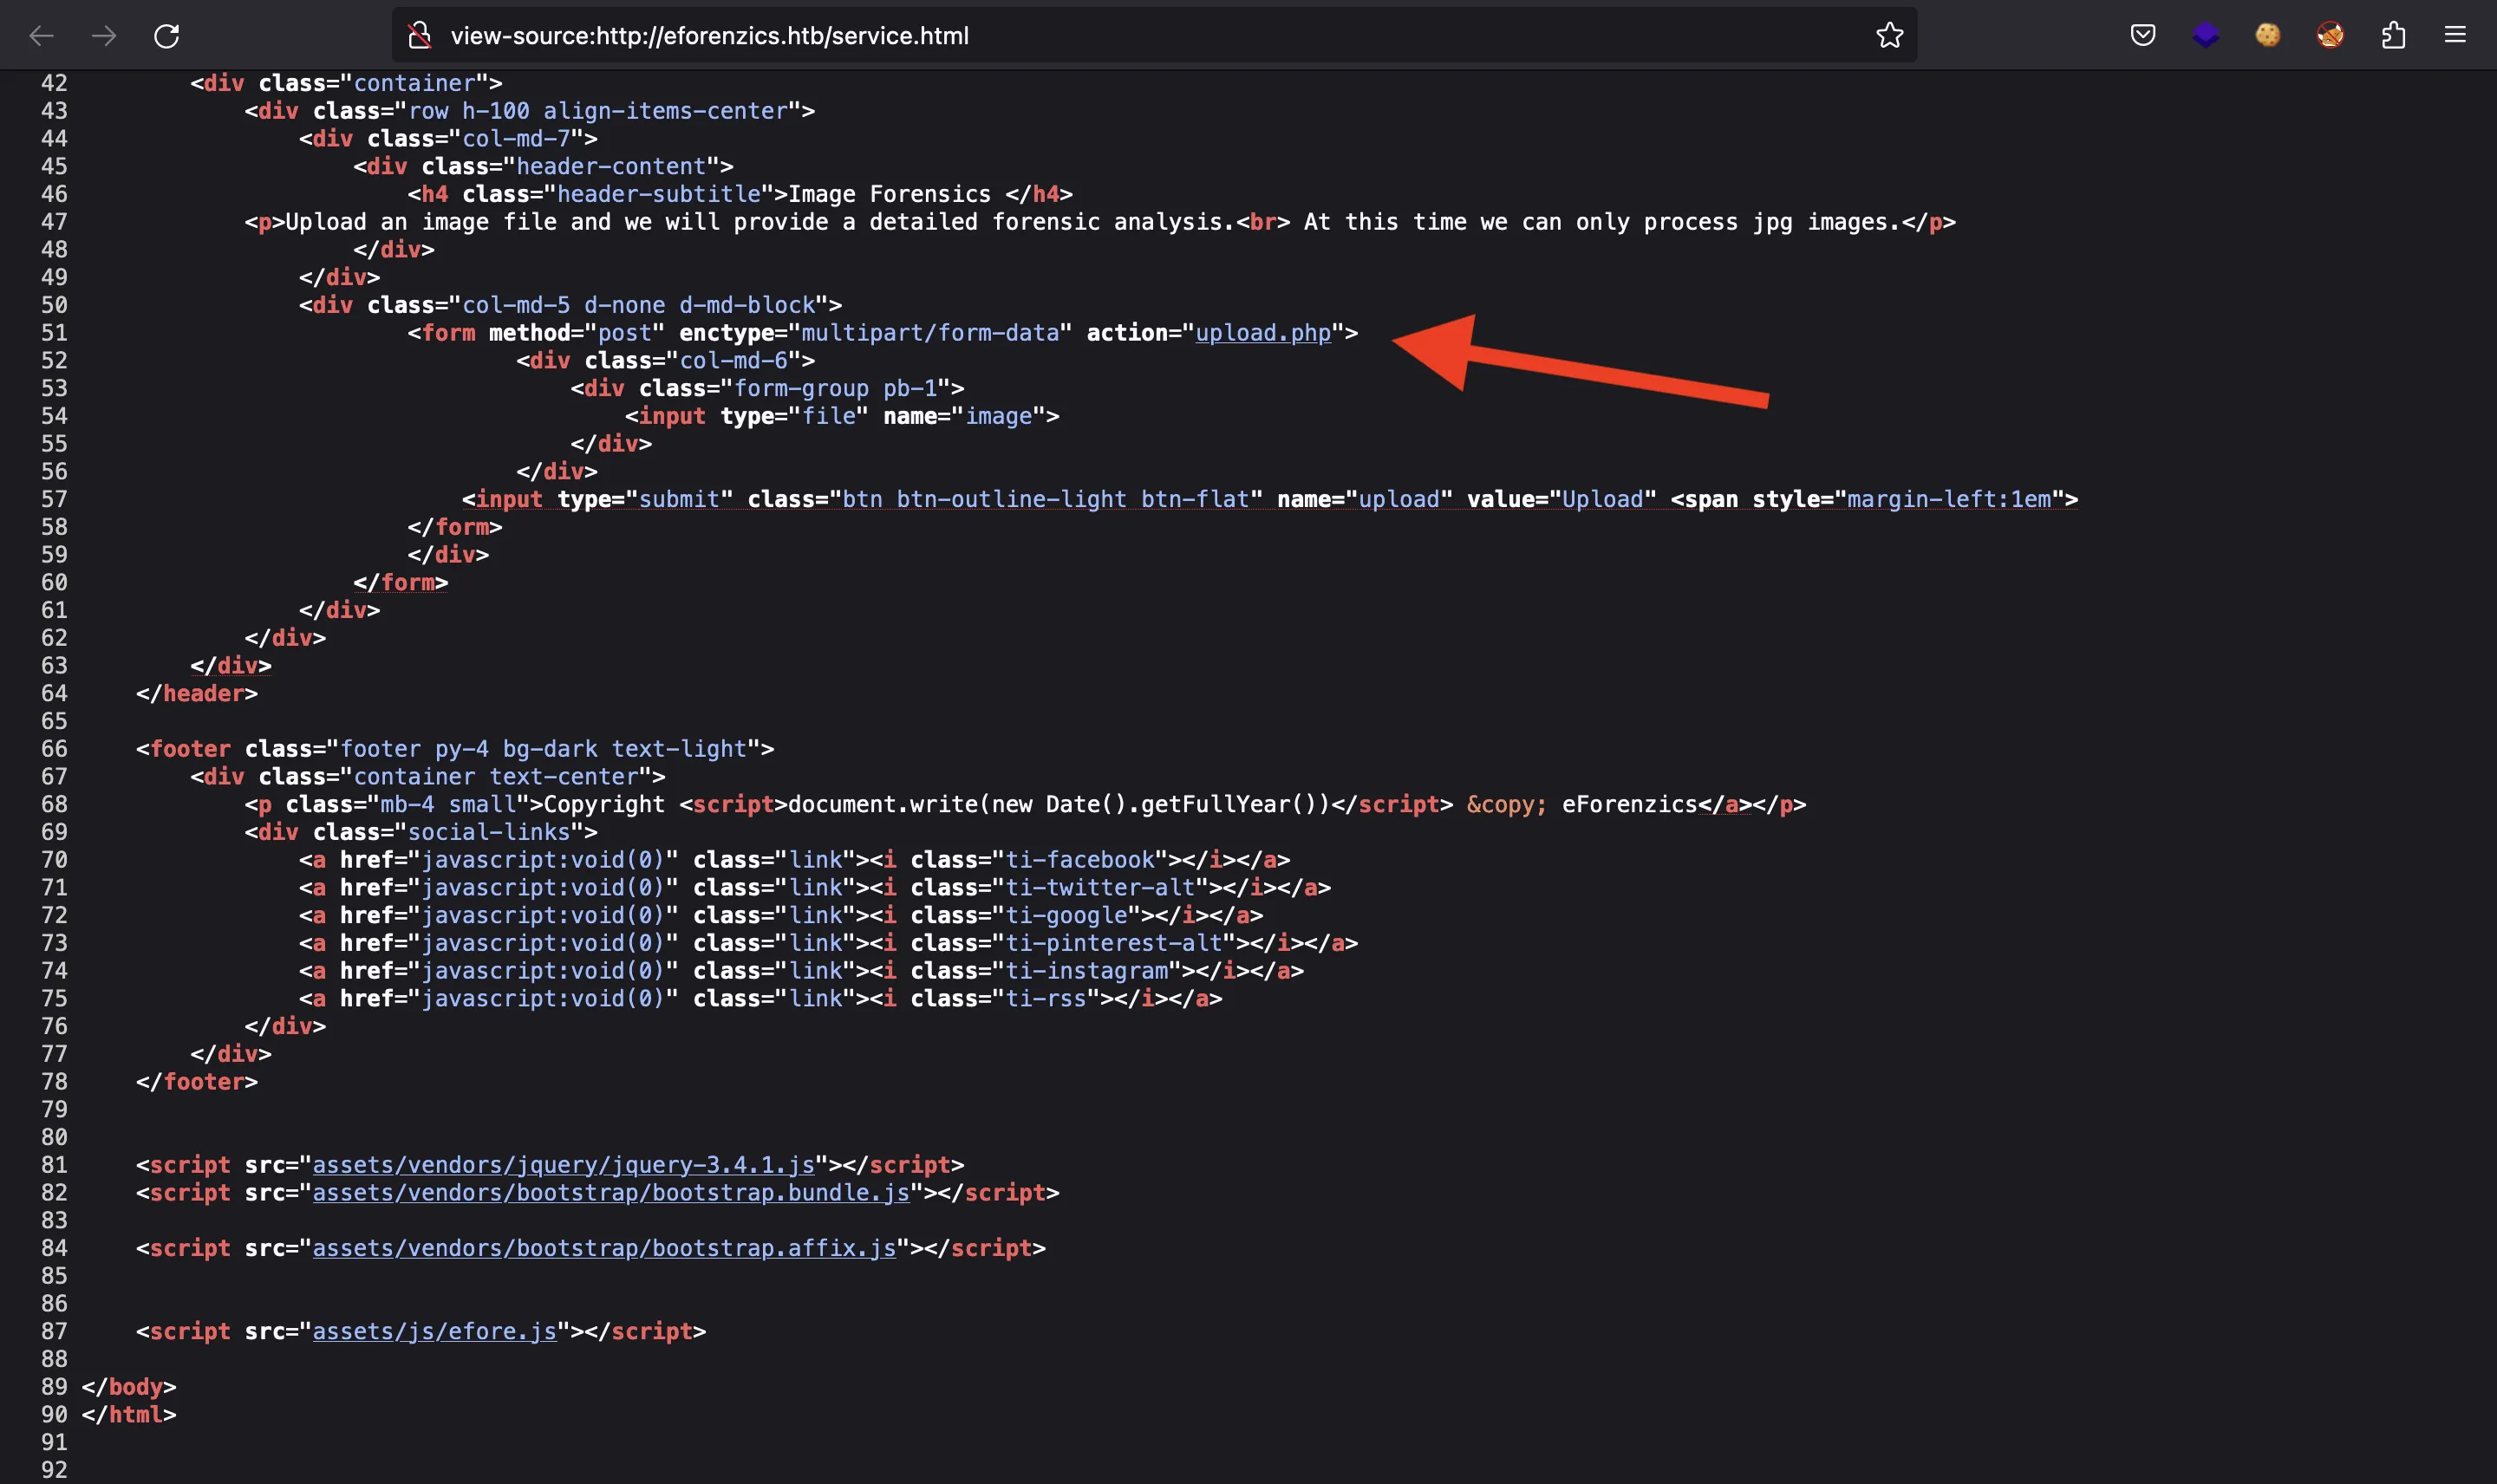 view-source:http://eforenzics.htb/service.html
42 <div class="container">
43 <div class="row h-100 align-items-center">
44 <div class="col-md-7">
45 <div class="header-content">
46 <h4 class="header-subtitle">Image Forensics </h4>
47 <p>Upload an image file and we will provide a detailed forensic analysis.<br> At this time we can only process jpg images.</p>
48 </div>
49 </div>
50 <div class="col-md-5 d-none d-md-block">
51 <form method="post" enctype="multipart/form-data" action="upload.php">
52 <div class="col-md-6">
53 <div class="form-group pb-1">
54 <input type="file" name="image">
55 </div>
56 </div>
57 <input type="submit" class="btn btn-outline-light btn-flat" name="upload" value="Upload" <span style="margin-left:1em">
58 </form>
59 </div>
60 </form>
61 </div>
62 </div>
63 </div>
64 </header>
65
66 <footer class="footer py-4 bg-dark text-light">
67 <div class="container text-center">
68 <p class="mb-4 small">Copyright <script>document.write(new Date().getFullYear())</script> &copy; eForenzics</a></p>
69 <div class="social-links">
70 <a href="javascript:void(0)" class="link"><i class="ti-facebook"></i></a>
71 <a href="javascript:void(0)" class="link"><i class="ti-twitter-alt"></i></a>
72 <a href="javascript:void(0)" class="link"><i class="ti-google"></i></a>
73 <a href="javascript:void(0)" class="link"><i class="ti-pinterest-alt"></i></a>
74 <a href="javascript:void(0)" class="link"><i class="ti-instagram"></i></a>
75 <a href="javascript:void(0)" class="link"><i class="ti-rss"></i></a>
76 </div>
77 </div>
78 </footer>
79
80
81 <script src="assets/vendors/jquery/jquery-3.4.1.js"></script>
82 <script src="assets/vendors/bootstrap/bootstrap.bundle.js"></script>
83
84 <script src="assets/vendors/bootstrap/bootstrap.affix.js"></script>
85
86
87 <script src="assets/js/efore.js"></script>
88
89 </body>
90 </html>
91
92